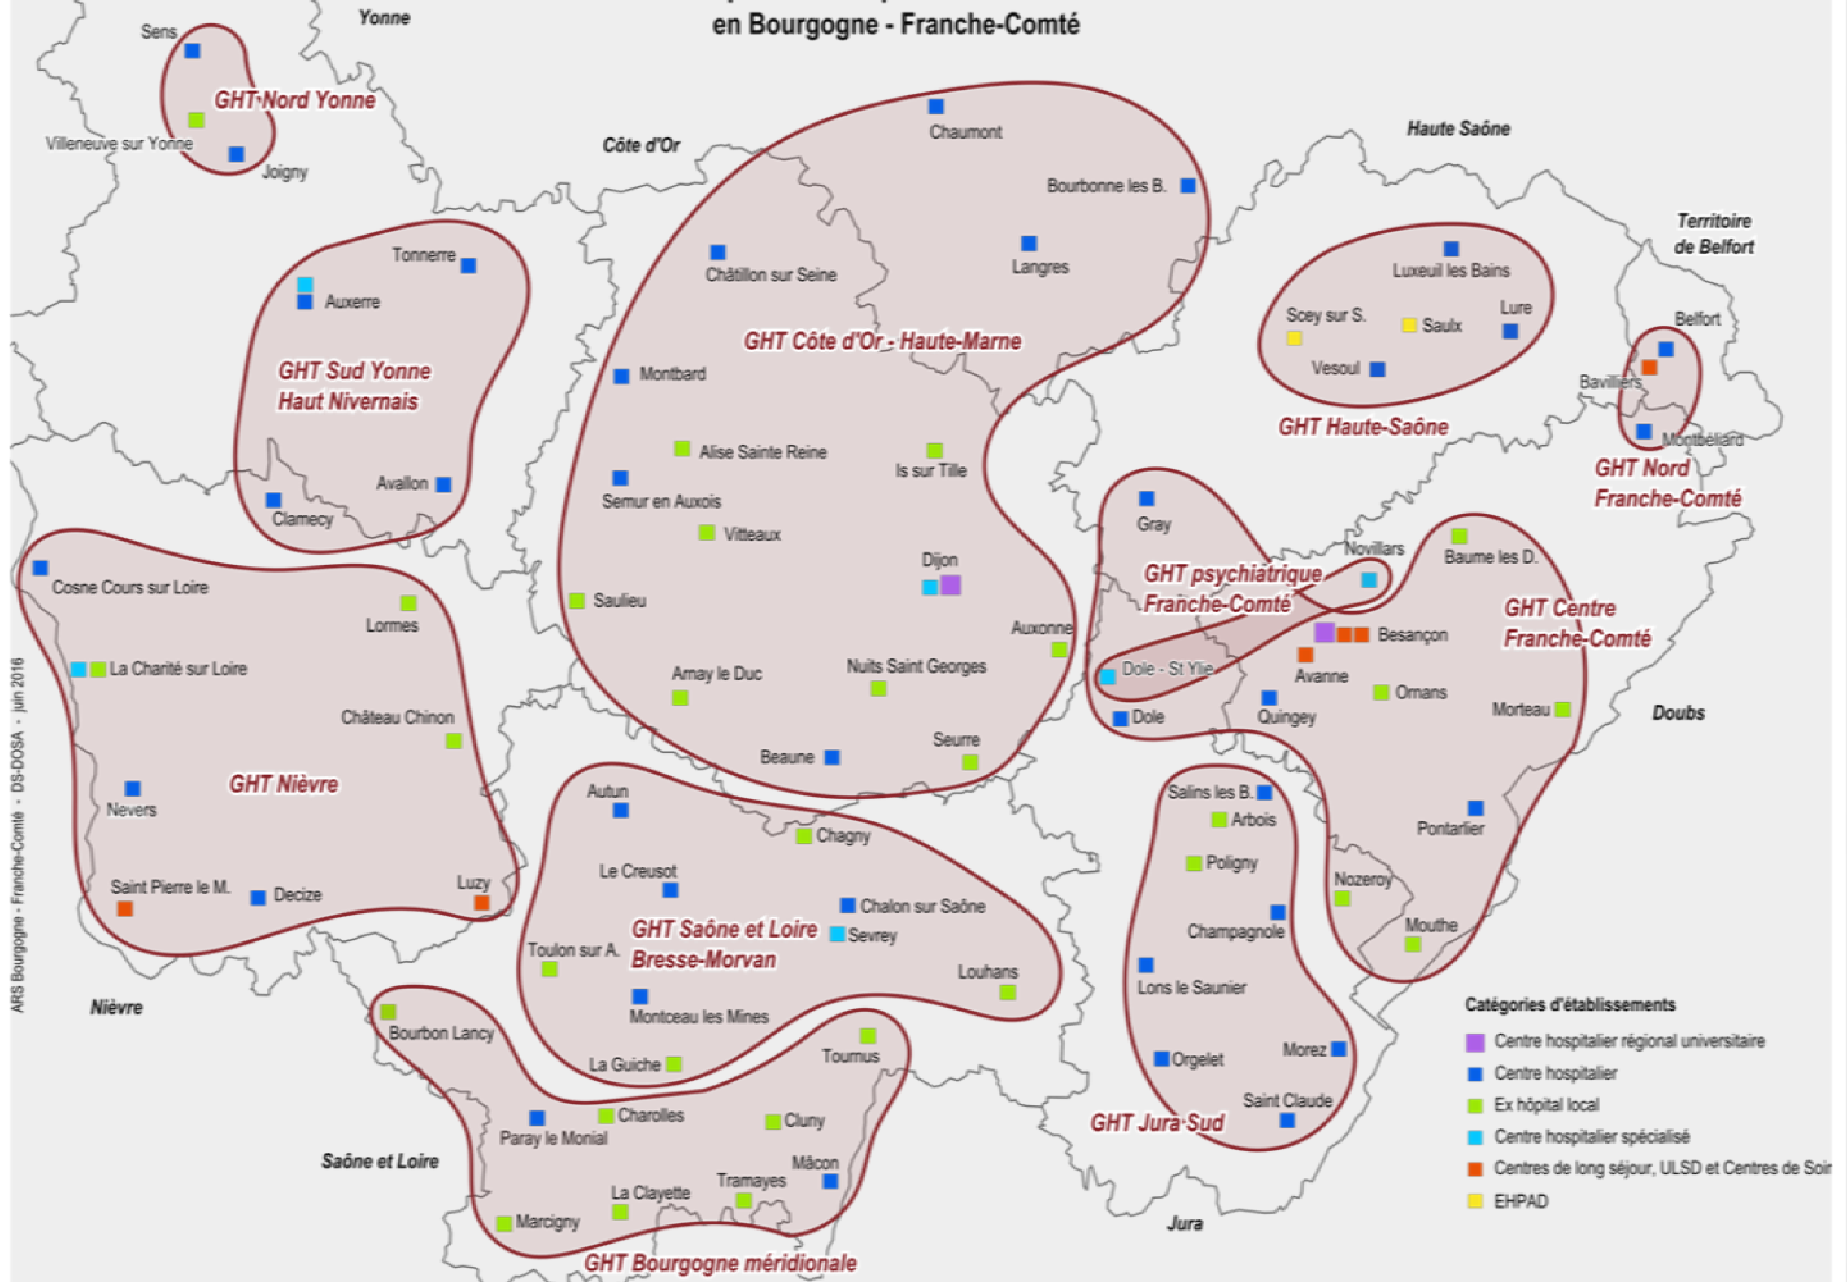 en Bourgogne - Franche-Comté
Yonne
Sens
GHT Nord Yonne
Villeneuve sur Yonne
Joigny
Côte d'Or
Haute Saône
Territoire
de Belfort
Chaumont
Bourbonne les B.
Langres
Châtillon sur Seine
GHT Côte d'Or - Haute-Marne
Montbard
Alise Sainte Reine
Is sur Tille
Semur en Auxois
Vitteaux
Dijon
Saulieu
Auxonne
Arnay le Duc
Nuits Saint Georges
Beaune
Seurre
Tonnerre
Auxerre
GHT Sud Yonne
Haut Nivernais
Avallon
Clamecy
Luxeuil les Bains
Scey sur S.
Saulx
Lure
Vesoul
GHT Haute-Saône
Belfort
Bavilliers
Montbéliard
GHT Nord
Franche-Comté
Gray
Novillars
Baume les D.
GHT psychiatrique
Franche-Comté
GHT Centre
Franche-Comté
Besançon
Avanne
Dole - St Ylie
Dole
Quingey
Ornans
Morteau
Doubs
Pontarlier
Nozeroy
Mouthe
Cosne Cours sur Loire
Lormes
La Charité sur Loire
Château Chinon
GHT Nièvre
Nevers
Saint Pierre le M.
Decize
Luzy
Nièvre
Autun
Chagny
Le Creusot
Chalon sur Saône
GHT Saône et Loire
Bresse-Morvan
Sevrey
Toulon sur A.
Louhans
Montceau les Mines
La Guiche
Salins les B.
Arbois
Poligny
Champagnole
Lons le Saunier
Orgelet
Morez
Saint Claude
GHT Jura Sud
Jura
Bourbon Lancy
Tournus
Charolles
Paray le Monial
Cluny
Mâcon
Tramayes
La Clayette
Marcigny
Saône et Loire
GHT Bourgogne méridionale
Catégories d'établissements
Centre hospitalier régional universitaire
Centre hospitalier
Ex hôpital local
Centre hospitalier spécialisé
Centres de long séjour, ULSD et Centres de Soir
EHPAD
ARS Bourgogne - Franche-Comté - DS-DOSA - juin 2016